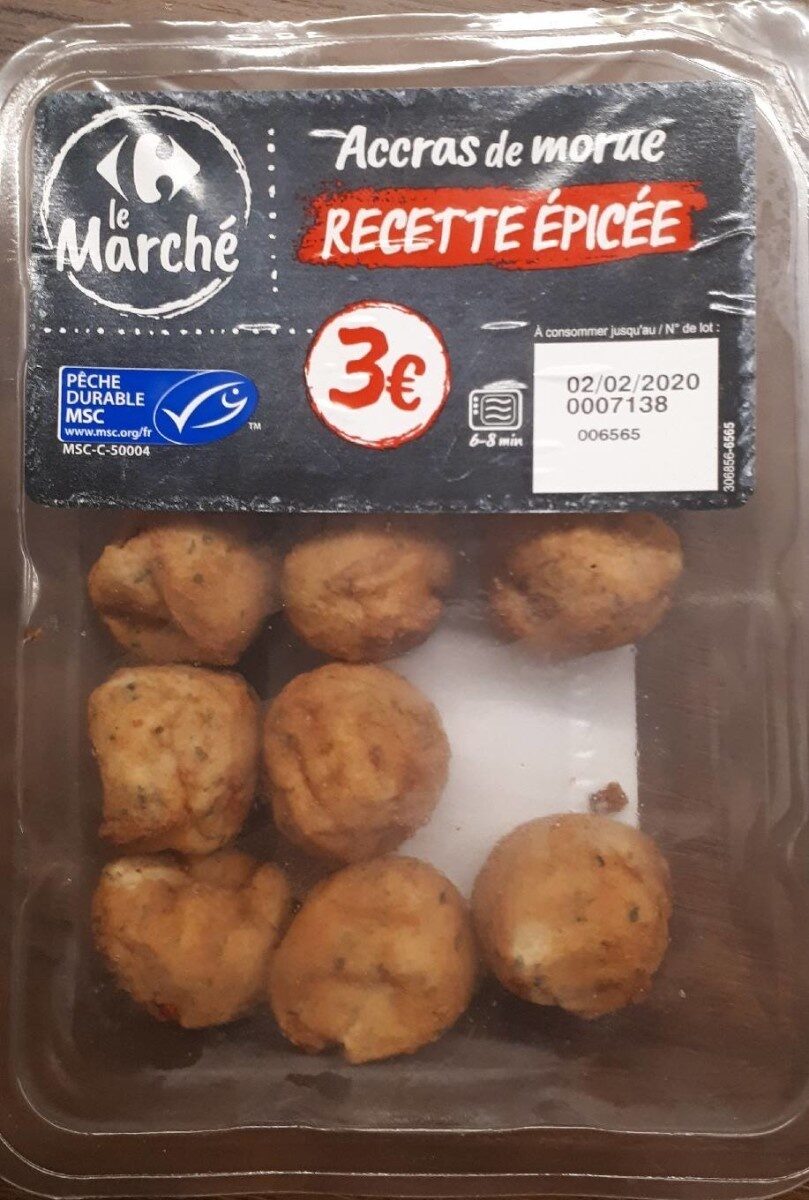 le
Marché
Accras de morue
RECETTE ÉPICÉE
3€
À consommer jusqu'au / N° de lot :
02/02/2020
0007138
006565
PÊCHE
DURABLE
MSC
www.msc.org/fr
TM
MSC-C-50004
6-8 min
306856-6565